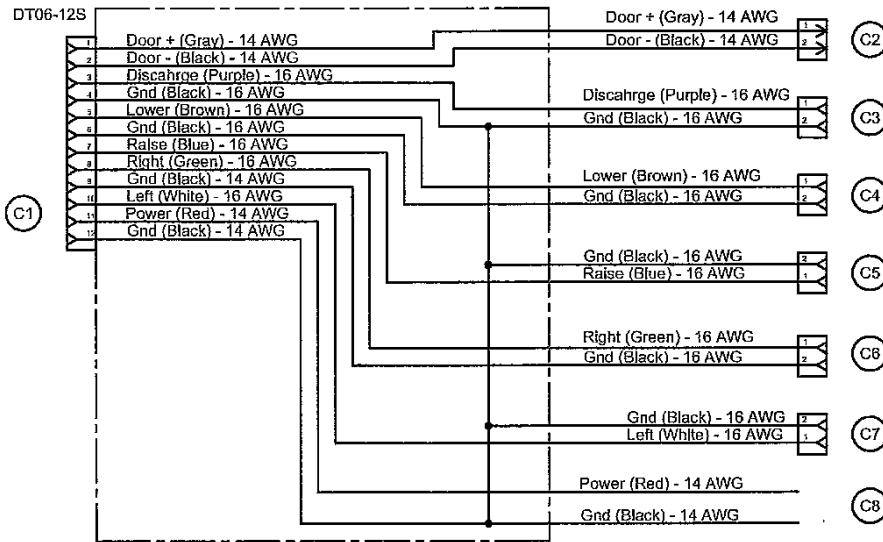 DT06-12S
C1
1 Door + (Gray) - 14 AWG
2 Door - (Black) - 14 AWG
3 Discahrge (Purple) - 16 AWG
4 Gnd (Black) - 16 AWG
5 Lower (Brown) - 16 AWG
6 Gnd (Black) - 16 AWG
7 Raise (Blue) - 16 AWG
8 Right (Green) - 16 AWG
9 Gnd (Black) - 14 AWG
10 Left (White) - 16 AWG
11 Power (Red) - 14 AWG
12 Gnd (Black) - 14 AWG
Door + (Gray) - 14 AWG 1
Door - (Black) - 14 AWG 2
C2
Discahrge (Purple) - 16 AWG 1
Gnd (Black) - 16 AWG 2
C3
Lower (Brown) - 16 AWG 1
Gnd (Black) - 16 AWG 2
C4
Gnd (Black) - 16 AWG 2
Raise (Blue) - 16 AWG 1
C5
Right (Green) - 16 AWG 1
Gnd (Black) - 16 AWG 2
C6
Gnd (Black) - 16 AWG 2
Left (White) - 16 AWG 1
C7
Power (Red) - 14 AWG
Gnd (Black) - 14 AWG
C8